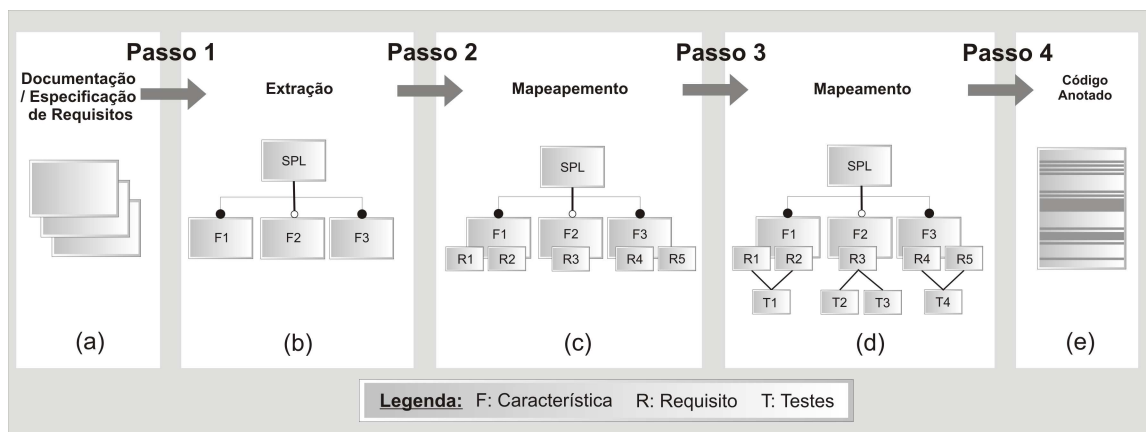 Passo 1
Passo 2
Passo 3
Passo 4
Documentação
/ Especificação
de Requisitos
(a)
Extração
SPL
F1 F2 F3
(b)
Mapeapemento
SPL
F1 F2 F3
R1 R2 R3 R4 R5
(c)
Mapeamento
SPL
F1 F2 F3
R1 R2 R3 R4 R5
T1 T2 T3 T4
(d)
Código
Anotado
(e)
Legenda: F: Característica R: Requisito T: Testes